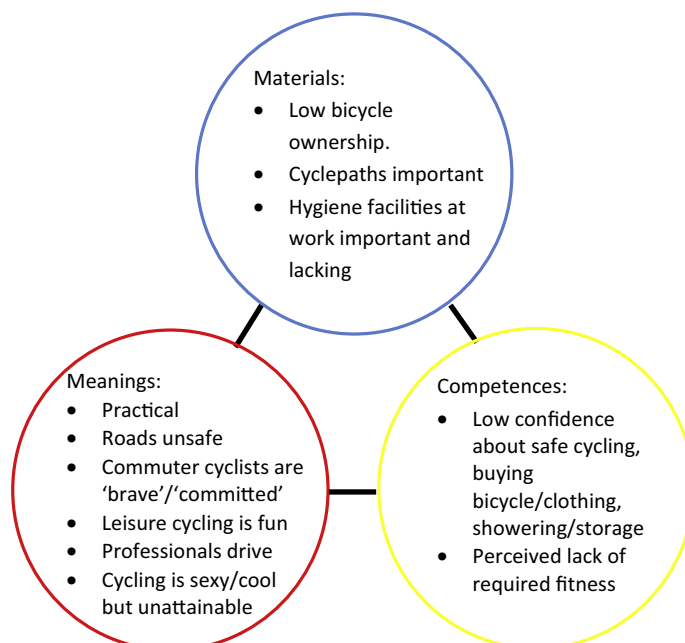 Materials:
• Low bicycle
ownership.
• Cyclepaths important
• Hygiene facilities at
work important and
lacking
Meanings:
• Practical
• Roads unsafe
• Commuter cyclists are
‘brave’/‘committed’
• Leisure cycling is fun
• Professionals drive
• Cycling is sexy/cool
but unattainable
Competences:
• Low confidence
about safe cycling,
buying
bicycle/clothing,
showering/storage
• Perceived lack of
required fitness